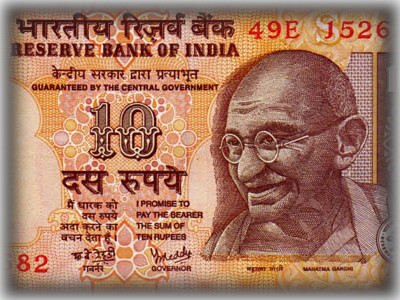 भारतीय रिज़र्व बैंक 49E 1526
RESERVE BANK OF INDIA
केन्द्रीय सरकार द्वारा प्रत्याभूत
GUARANTEED BY THE CENTRAL GOVERNMENT
10
दस रुपये
मैं धारक को
दस रुपये
अदा करने का
वचन देता हूँ
I PROMISE TO
PAY THE BEARER
THE SUM OF
TEN RUPEES
82 गवर्नर GOVERNOR
महात्मा गांधी MAHATMA GANDHI